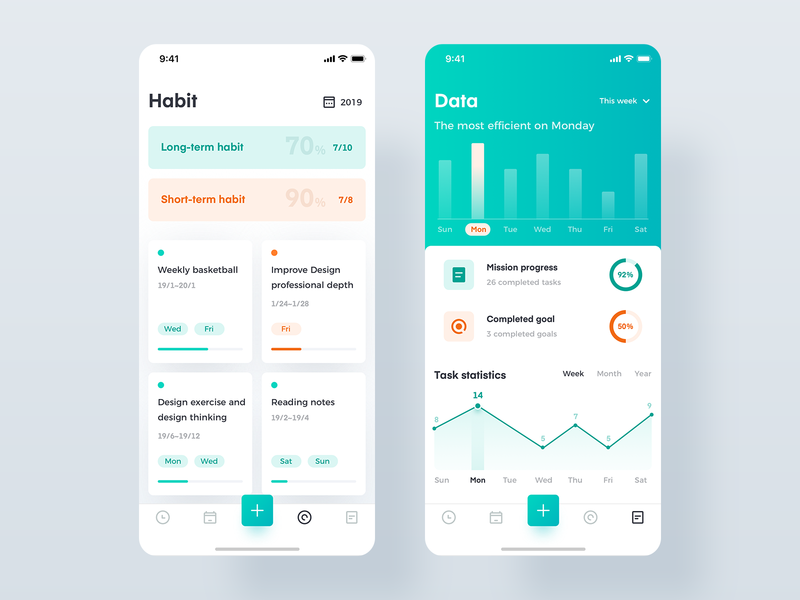 9:41
Habit
2019
Long-term habit 70% 7/10
Short-term habit 90% 7/8
Weekly basketball
19/1~20/1
Wed Fri
Improve Design
professional depth
1/24~1/28
Fri
Design exercise and
design thinking
19/6~19/12
Mon Wed
Reading notes
19/2~19/4
Sat Sun
9:41
Data
This week
The most efficient on Monday
Sun Mon Tue Wed Thu Fri Sat
Mission progress
26 completed tasks
92%
Completed goal
3 completed goals
50%
Task statistics
Week Month Year
8 14 5 7 5 9
Sun Mon Tue Wed Thu Fri Sat